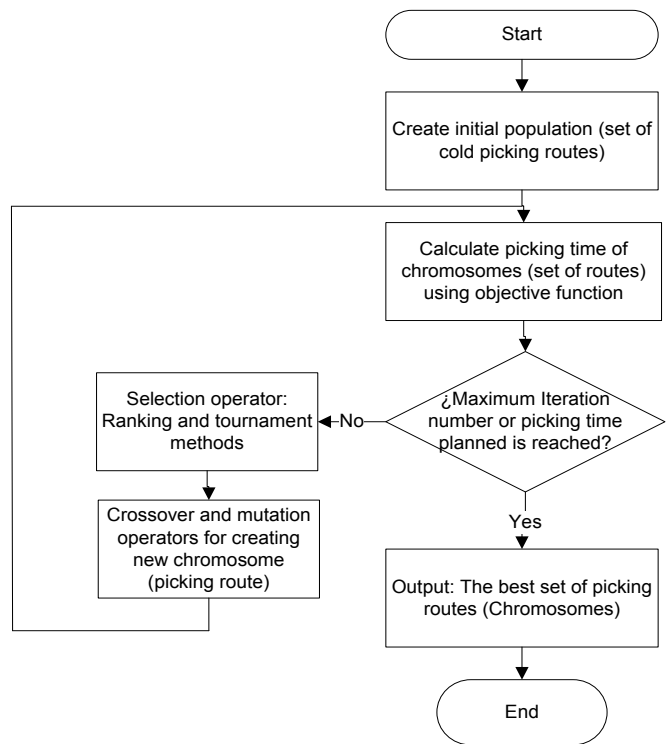 Start
Create initial population (set of
cold picking routes)
Calculate picking time of
chromosomes (set of routes)
using objective function
¿Maximum Iteration
number or picking time
planned is reached?
No
Selection operator:
Ranking and tournament
methods
Crossover and mutation
operators for creating
new chromosome
(picking route)
Yes
Output: The best set of picking
routes (Chromosomes)
End